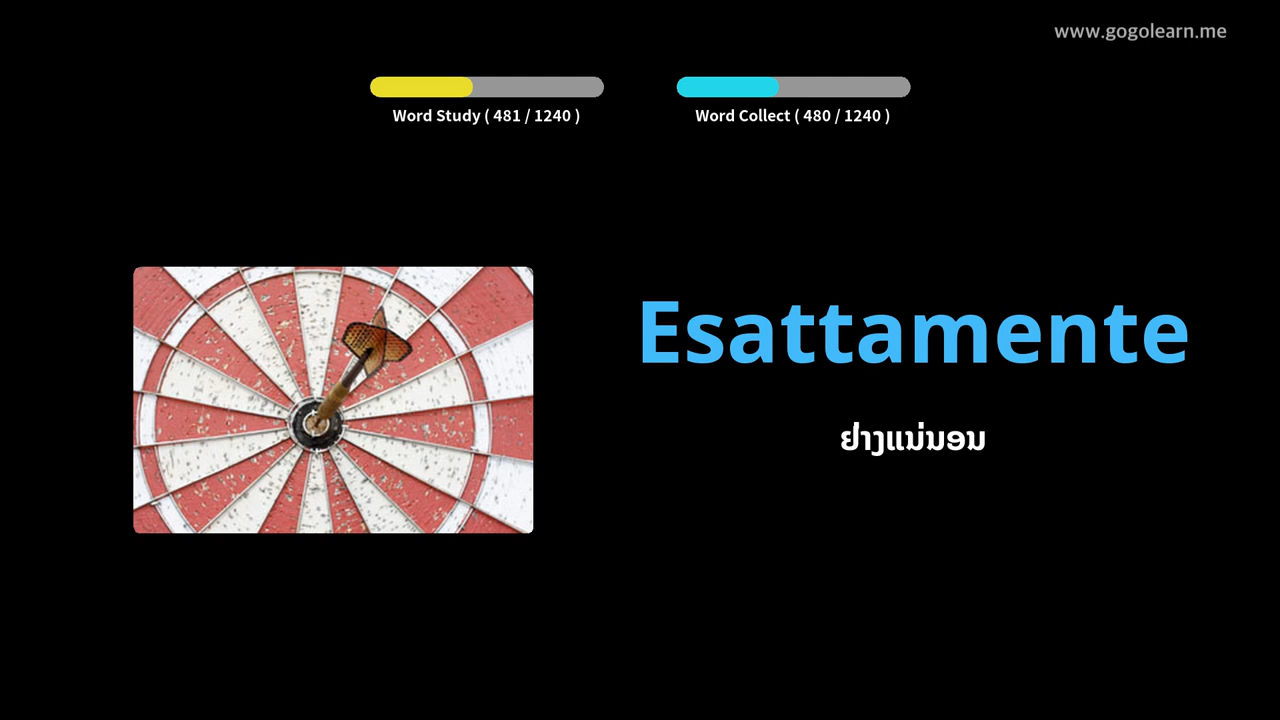 www.gogolearn.me
Word Study ( 481 / 1240 )
Word Collect ( 480 / 1240 )
Esattamente
ຢ່າງແນ່ນອນ